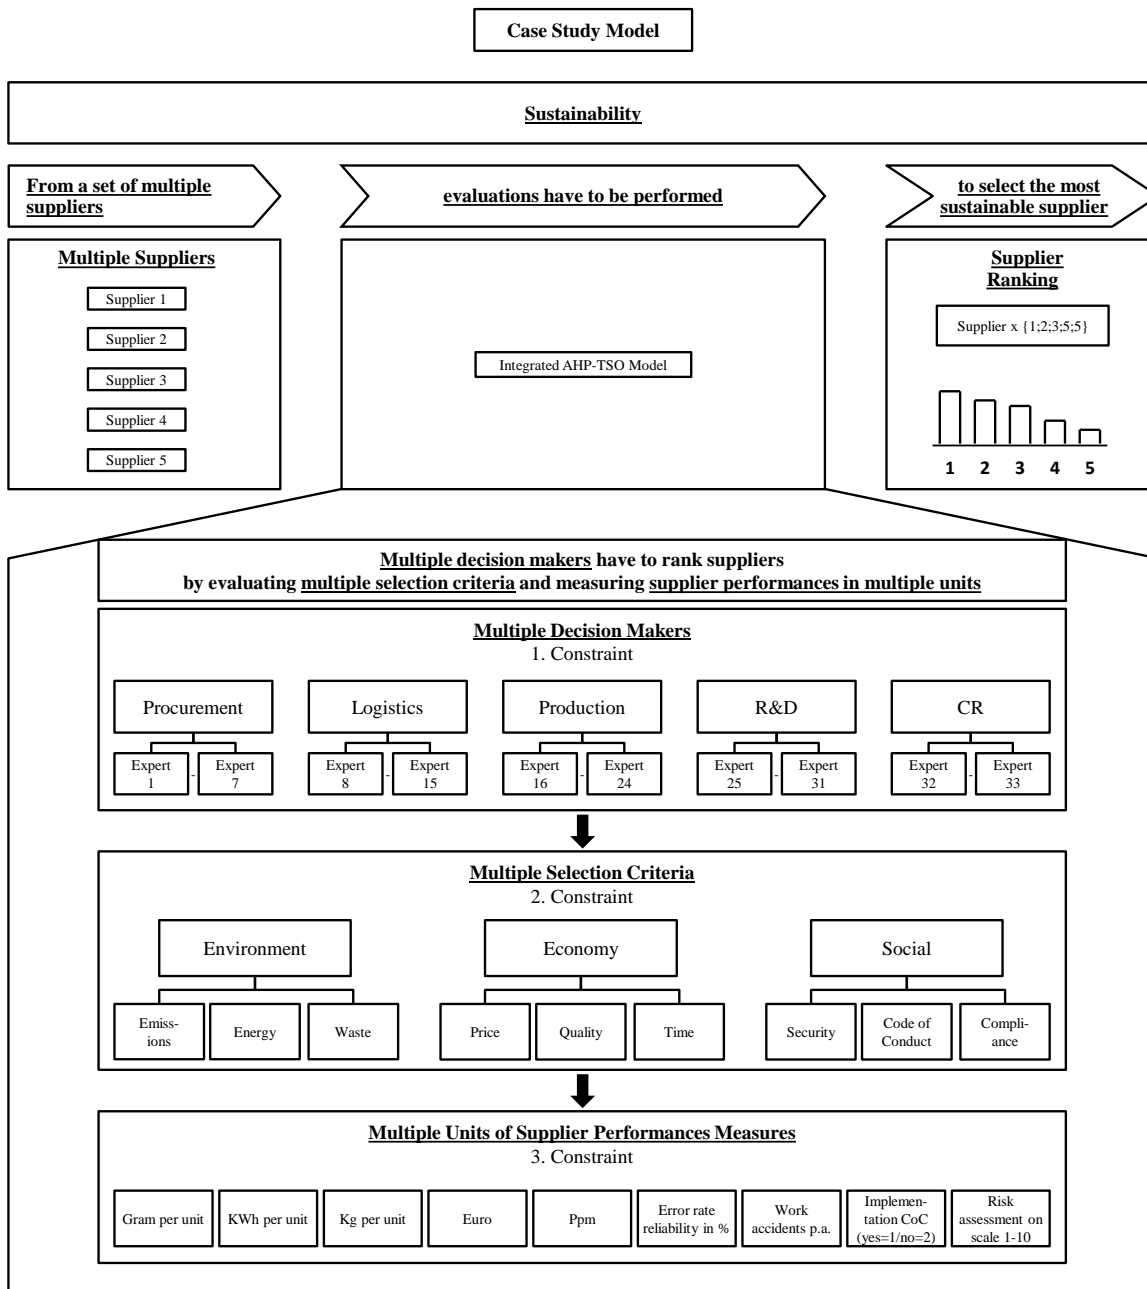 Case Study Model
Sustainability
From a set of multiple
suppliers
evaluations have to be performed
to select the most
sustainable supplier
Multiple Suppliers
Supplier 1
Supplier 2
Supplier 3
Supplier 4
Supplier 5
Integrated AHP-TSO Model
Supplier
Ranking
Supplier x {1;2;3;5;5}
1 2 3 4 5
Multiple decision makers have to rank suppliers
by evaluating multiple selection criteria and measuring supplier performances in multiple units
Multiple Decision Makers
1. Constraint
Procurement
Logistics
Production
R&D
CR
Expert
1
-
Expert
7
Expert
8
-
Expert
15
Expert
16
-
Expert
24
Expert
25
-
Expert
31
Expert
32
-
Expert
33
Multiple Selection Criteria
2. Constraint
Environment
Economy
Social
Emiss-
ions
Energy
Waste
Price
Quality
Time
Security
Code of
Conduct
Compli-
ance
Multiple Units of Supplier Performances Measures
3. Constraint
Gram per unit
KWh per unit
Kg per unit
Euro
Ppm
Error rate
reliability in %
Work
accidents p.a.
Implemen-
tation CoC
(yes=1/no=2)
Risk
assessment on
scale 1-10